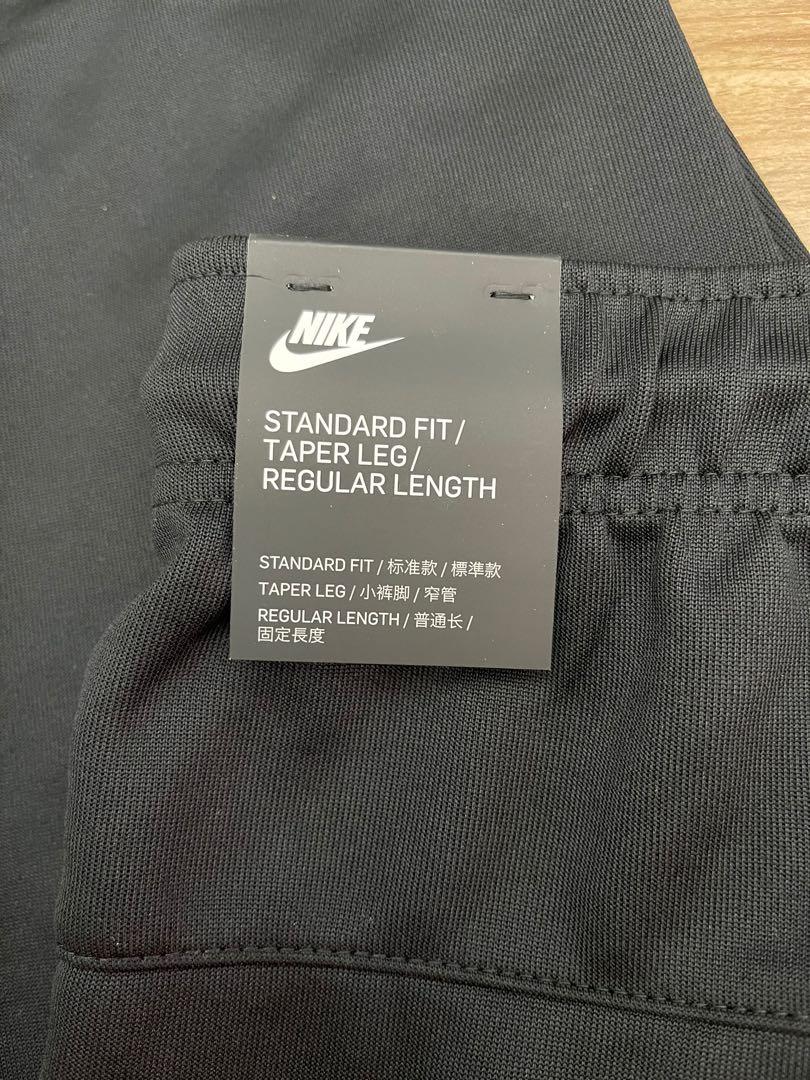 NIKE
STANDARD FIT/
TAPER LEG/
REGULAR LENGTH
STANDARD FIT / 标准款 / 標準款
TAPER LEG / 小裤脚 / 窄管
REGULAR LENGTH / 普通长 /
固定長度